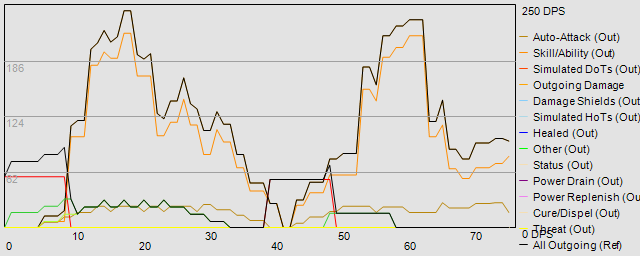 250 DPS
Auto-Attack (Out)
Skill/Ability (Out)
186
Simulated DoTs (Out)
Outgoing Damage
Damage Shields (Out
Simulated HoTs (Out)
124
Healed (Out)
Other (Out)
Status (Out)
62
Power Drain (Out)
Power Replenish (Ou
Cure/Dispel (Out)
Threat (Out)
0 DPS
All Outgoing (Ref)
0 10 20 30 40 50 60 70